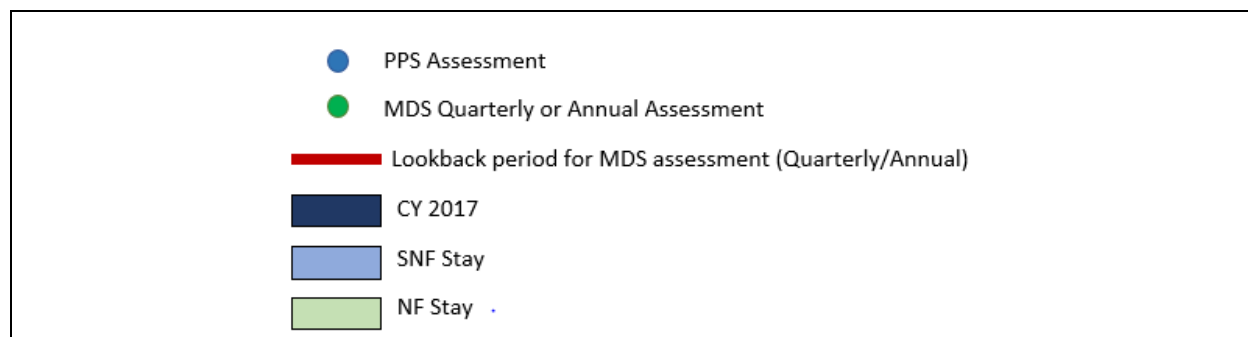 PPS Assessment
MDS Quarterly or Annual Assessment
Lookback period for MDS assessment (Quarterly/Annual)
CY 2017
SNF Stay
NF Stay